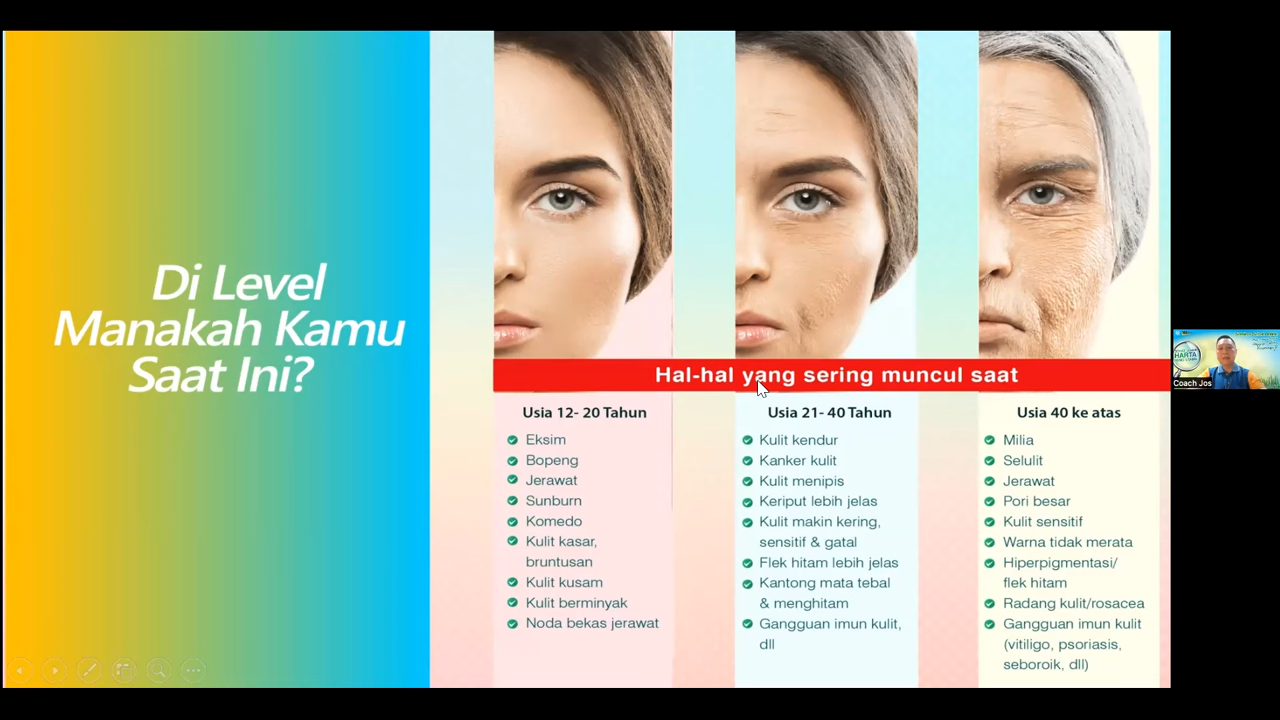 Di Level
Manakah Kamu
Saat Ini?
Hal-hal yang sering muncul saat
Usia 12- 20 Tahun
Eksim
Bopeng
Jerawat
Sunburn
Komedo
Kulit kasar,
bruntusan
Kulit kusam
Kulit berminyak
Noda bekas jerawat
Usia 21- 40 Tahun
Kulit kendur
Kanker kulit
Kulit menipis
Keriput lebih jelas
Kulit makin kering,
sensitif & gatal
Flek hitam lebih jelas
Kantong mata tebal
& menghitam
Gangguan imun kulit,
dll
Usia 40 ke atas
Milia
Selulit
Jerawat
Pori besar
Kulit sensitif
Warna tidak merata
Hiperpigmentasi/
flek hitam
Radang kulit/rosacea
Gangguan imun kulit
(vitiligo, psoriasis,
seboroik, dll)
HARTA
Coach Jos